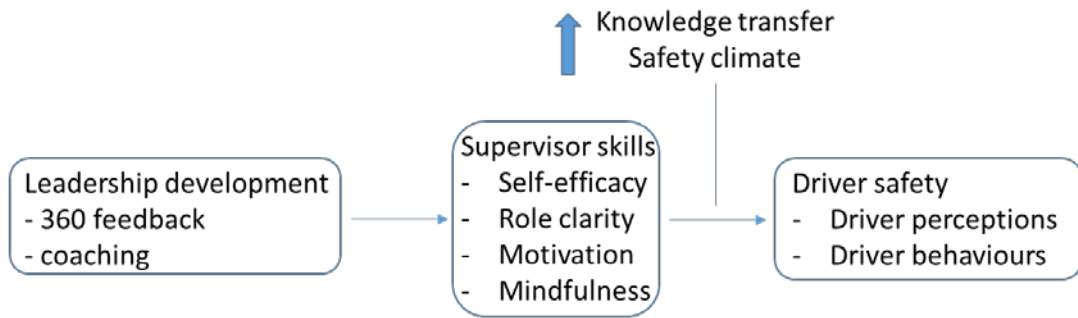 Knowledge transfer
Safety climate
Leadership development
- 360 feedback
- coaching
Supervisor skills
- Self-efficacy
- Role clarity
- Motivation
- Mindfulness
Driver safety
- Driver perceptions
- Driver behaviours